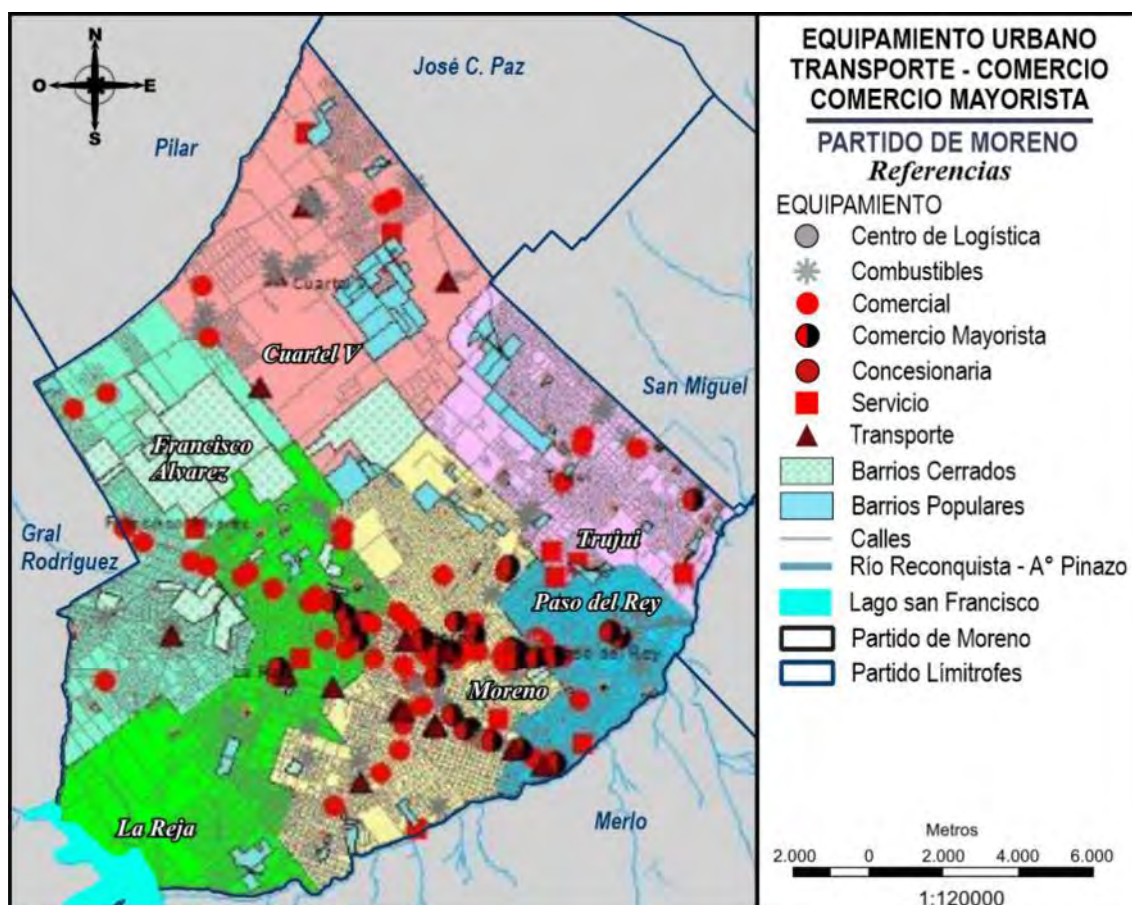 N
O
E
S
José C. Paz
Pilar
Cuartel
Cuartel V
San Miguel
Francisco
Álvarez
Gral
Rodríguez
Trujui
Paso del Rey
Moreno
La Reja
Merlo
EQUIPAMIENTO URBANO
TRANSPORTE - COMERCIO
COMERCIO MAYORISTA
PARTIDO DE MORENO
Referencias
EQUIPAMIENTO
Centro de Logística
Combustibles
Comercial
Comercio Mayorista
Concesionaria
Servicio
Transporte
Barrios Cerrados
Barrios Populares
Calles
Río Reconquista - A° Pinazo
Lago san Francisco
Partido de Moreno
Partido Límitrofes
Metros
2.000 0 2.000 4.000 6.000
1:120000